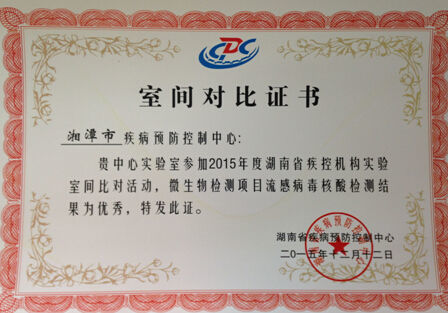 CDC
室间对比证书
湘潭市 疾病预防控制中心:
贵中心实验室参加2015年度湖南省疾控机构实验
室间比对活动，微生物检测项目流感病毒核酸检测结
果为优秀，特发此证。
湖南省疾病预防控制中心
二〇一五年十二月十二日